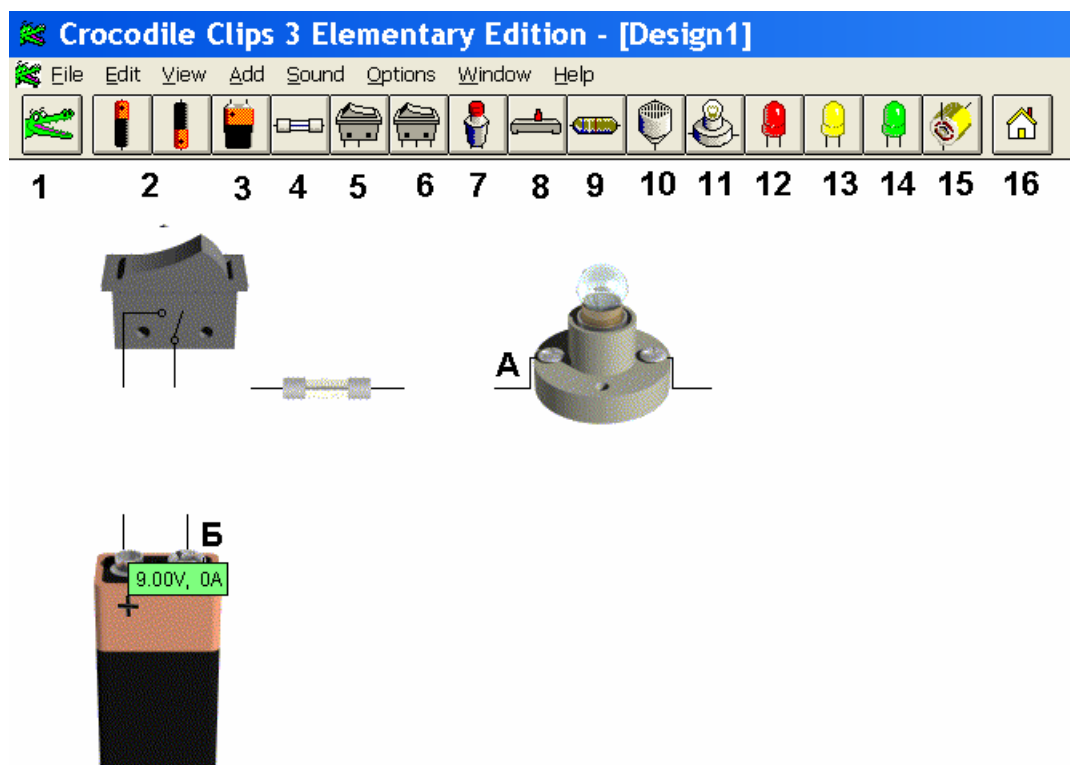 Crocodile Clips 3 Elementary Edition - [Design1]
File Edit View Add Sound Options Window Help
1 2 3 4 5 6 7 8 9 10 11 12 13 14 15 16
А
Б
9.00V, 0A
+